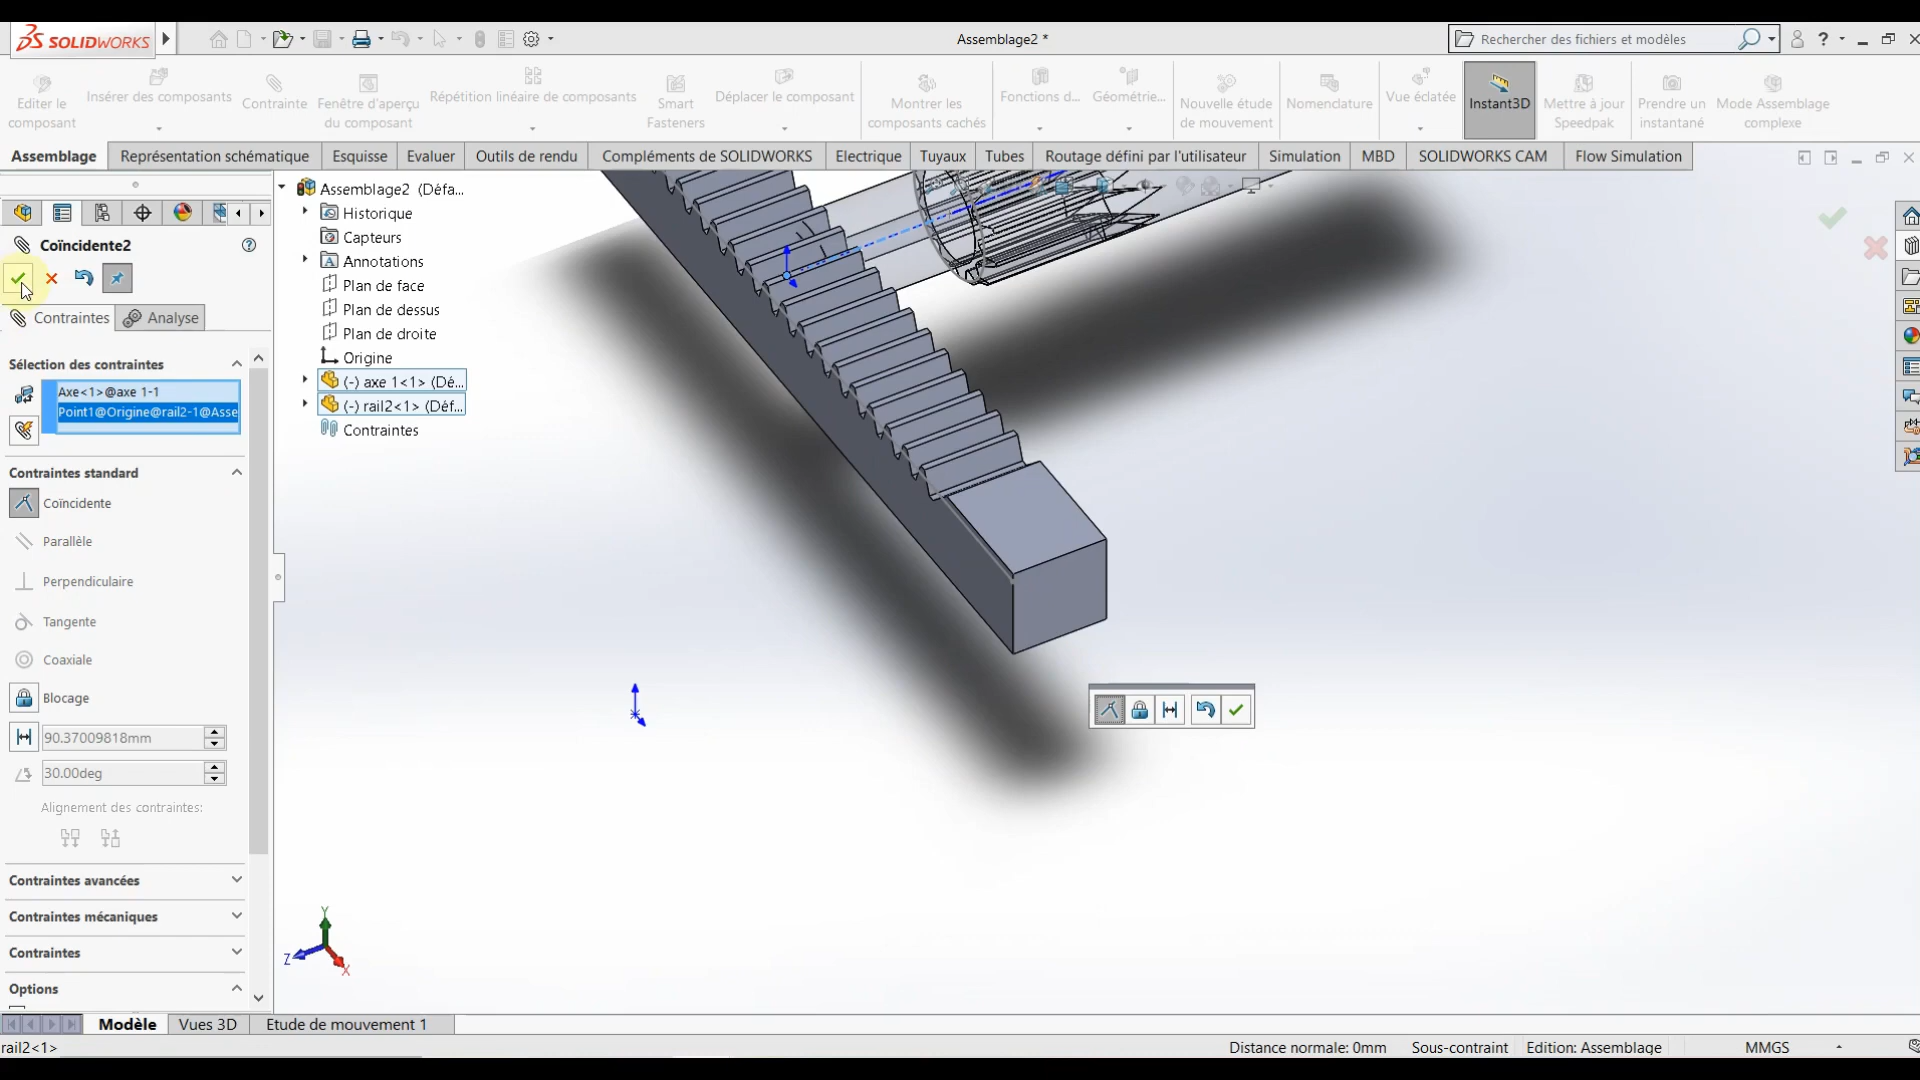 SOLIDWORKS
Assemblage2 *
Rechercher des fichiers et modèles
?
Editer le composant
Insérer des composants
Contrainte
Fenêtre d'aperçu du composant
Répétition linéaire de composants
Smart Fasteners
Déplacer le composant
Montrer les composants cachés
Fonctions d...
Géométrie...
Nouvelle étude de mouvement
Nomenclature
Vue éclatée
Instant3D
Mettre à jour Speedpak
Prendre un instantané
Mode Assemblage complexe
Assemblage
Représentation schématique
Esquisse
Evaluer
Outils de rendu
Compléments de SOLIDWORKS
Electrique
Tuyaux
Tubes
Routage défini par l'utilisateur
Simulation
MBD
SOLIDWORKS CAM
Flow Simulation
Coïncidente2
Contraintes
Analyse
Sélection des contraintes
Axe<1>@axe 1-1
Point1@Origine@rail2-1@Asse
Contraintes standard
Coïncidente
Parallèle
Perpendiculaire
Tangente
Coaxiale
Blocage
90.37009818mm
30.00deg
Alignement des contraintes:
Contraintes avancées
Contraintes mécaniques
Contraintes
Options
Assemblage2 (Défa...
Historique
Capteurs
Annotations
Plan de face
Plan de dessus
Plan de droite
Origine
(-) axe 1<1> (Dé...
(-) rail2<1> (Déf...
Contraintes
Y
Z
X
Modèle
Vues 3D
Etude de mouvement 1
rail2<1>
Distance normale: 0mm
Sous-contraint
Edition: Assemblage
MMGS